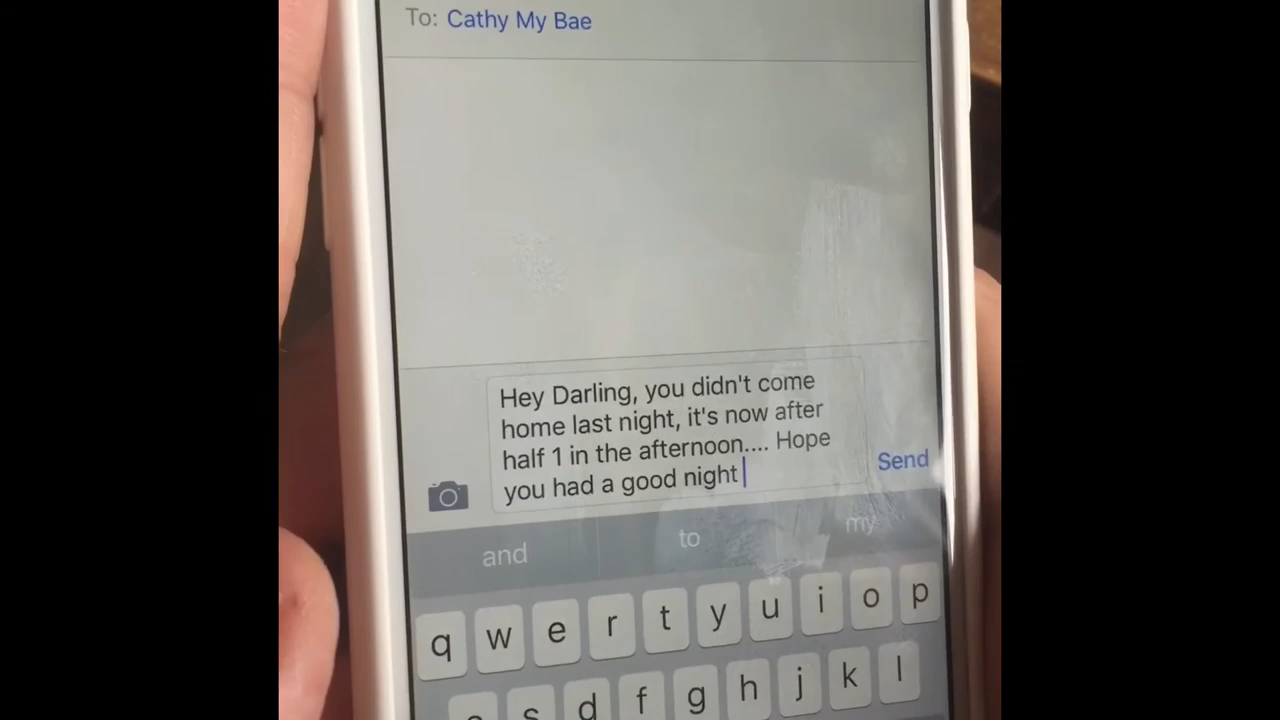 To: Cathy My Bae
Hey Darling, you didn't come
home last night, it's now after
half 1 in the afternoon.... Hope
you had a good night
Send
and to my
q w e r t y u i o p
a s d f g h j k l